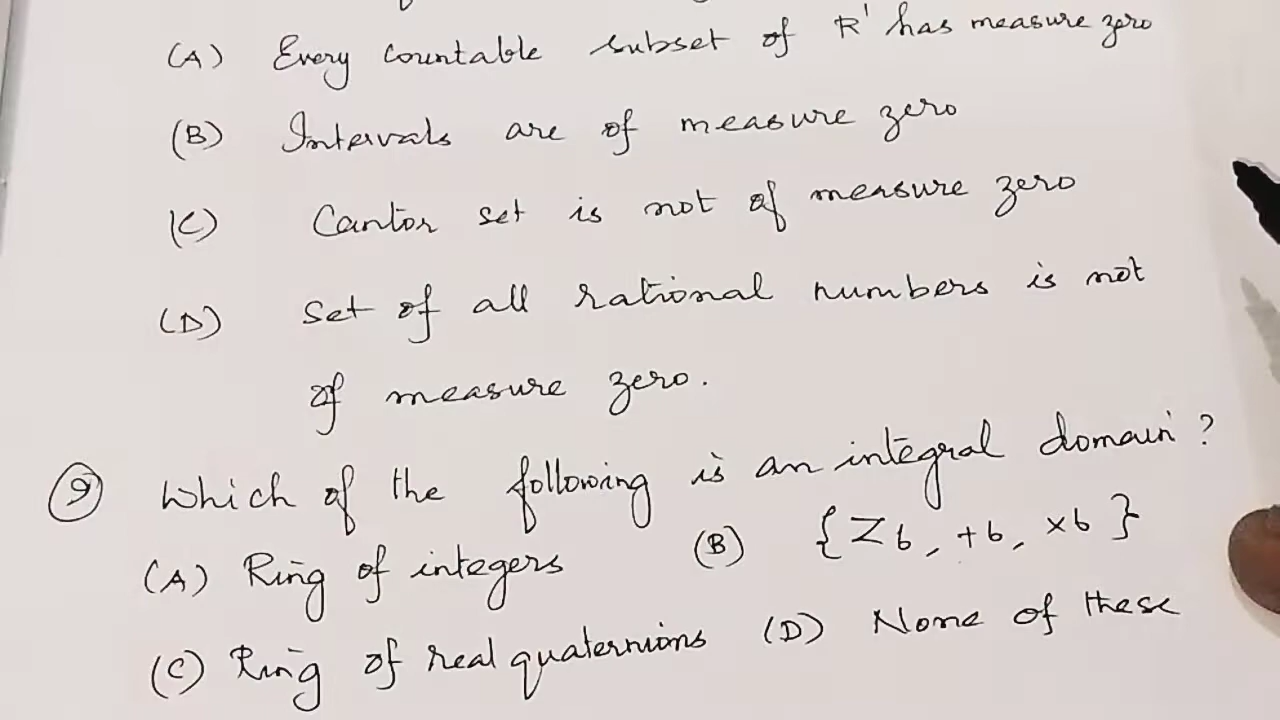 (A) Every countable subset of R¹ has measure zero
(B) Intervals are of measure zero
(C) Cantor set is not of measure zero
(D) Set of all rational numbers is not
of measure zero.
⑨ Which of the following is an integral domain?
(A) Ring of integers (B) {Z6, +6, ×6}
(C) Ring of real quaternions (D) None of these